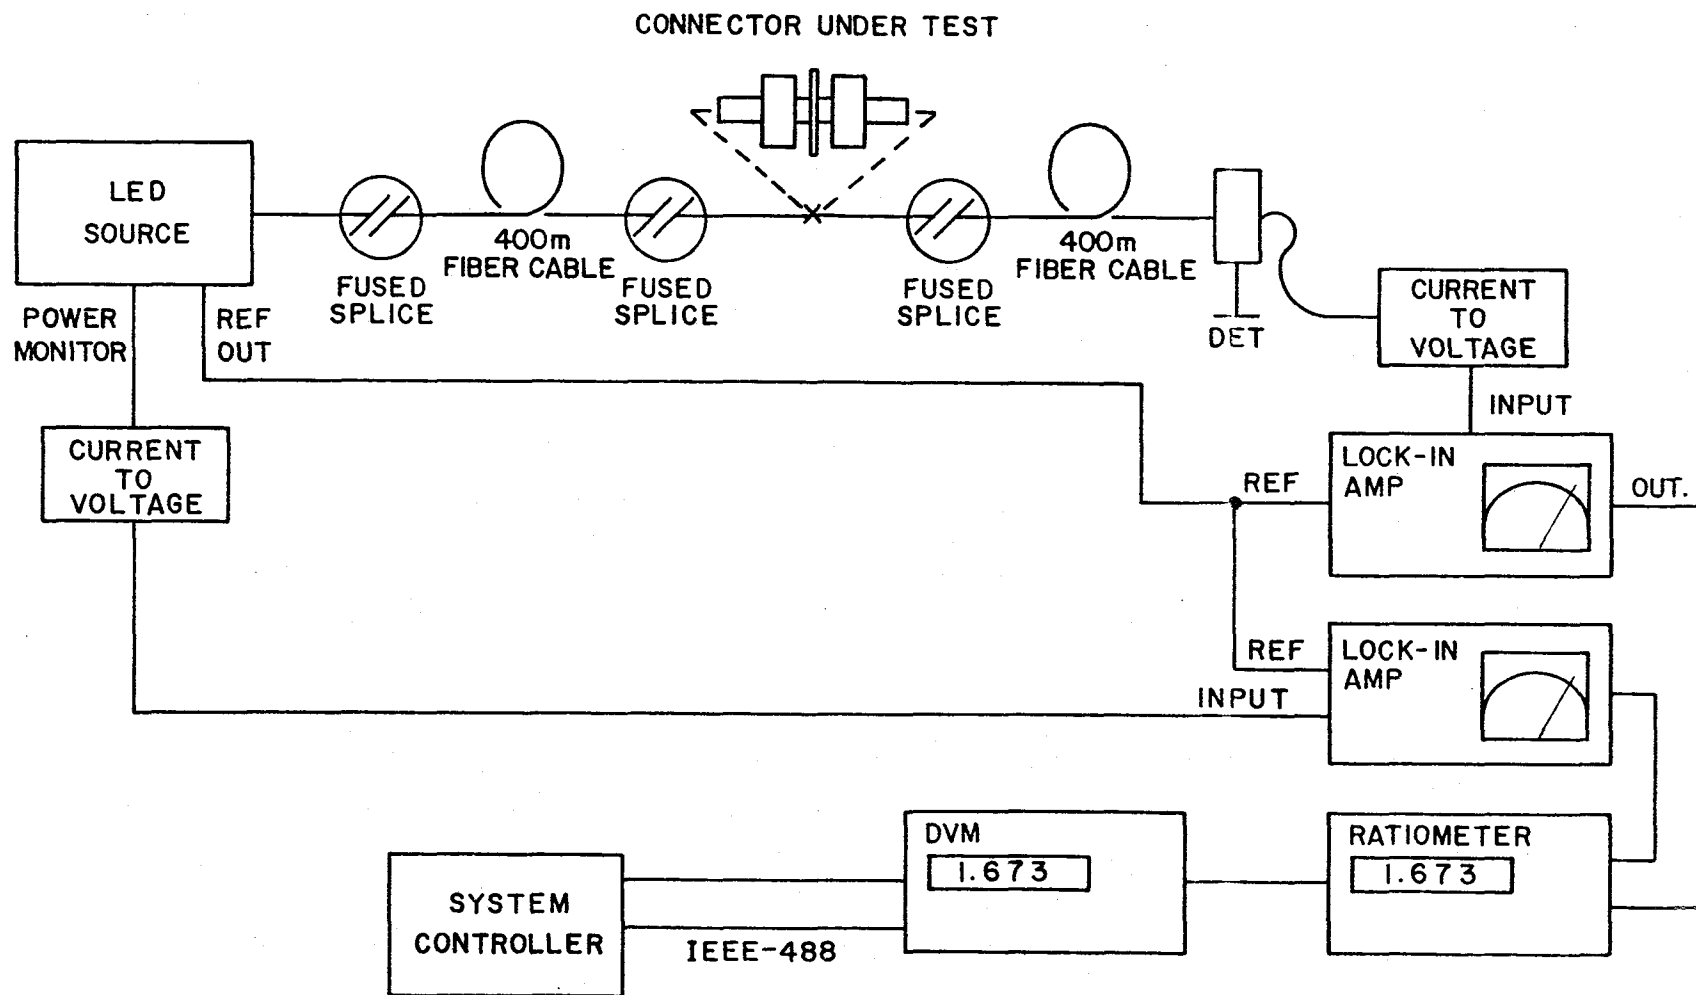 CONNECTOR UNDER TEST
LED
SOURCE
400m
FIBER CABLE
400m
FIBER CABLE
FUSED
SPLICE
FUSED
SPLICE
FUSED
SPLICE
DET
CURRENT
TO
VOLTAGE
POWER
MONITOR
REF
OUT
INPUT
CURRENT
TO
VOLTAGE
LOCK-IN
AMP
REF
OUT.
LOCK-IN
AMP
REF
INPUT
DVM
1.673
RATIOMETER
1.673
SYSTEM
CONTROLLER
IEEE-488